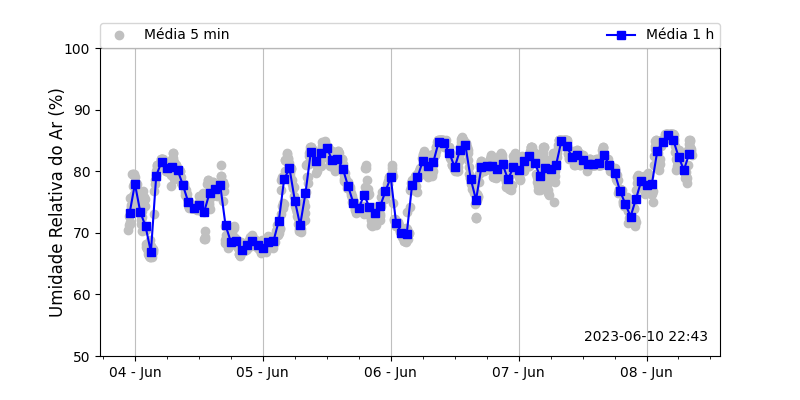 Média 5 min
Média 1 h
Umidade Relativa do Ar (%)
100
90
80
70
60
50
2023-06-10 22:43
04 - Jun
05 - Jun
06 - Jun
07 - Jun
08 - Jun